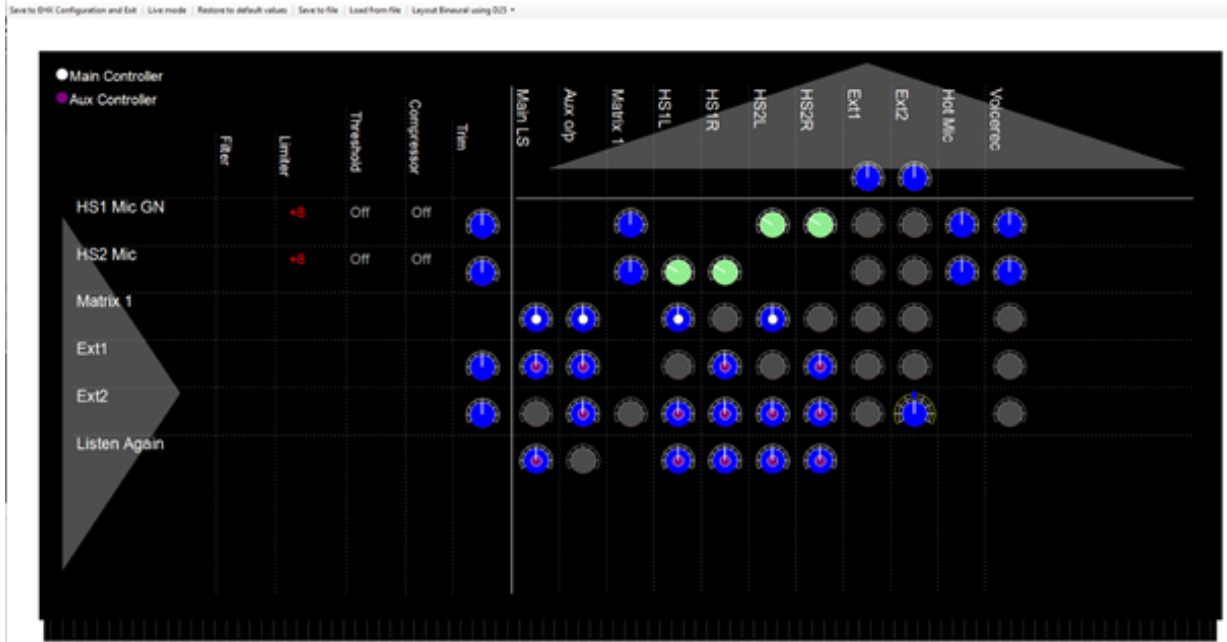 Save to EHX Configuration and Exit Live mode Restore to default values Save to file Load from file Layout Binaural using D25
Main Controller
Aux Controller
Filter
Limiter
Threshold
Compressor
Trim
Main LS
Aux o/p
Matrix 1
HS1L
HS1R
HS2L
HS2R
Ext1
Ext2
Hot Mic
Voicerec
HS1 Mic GN +8 Off Off
HS2 Mic +8 Off Off
Matrix 1
Ext1
Ext2
Listen Again